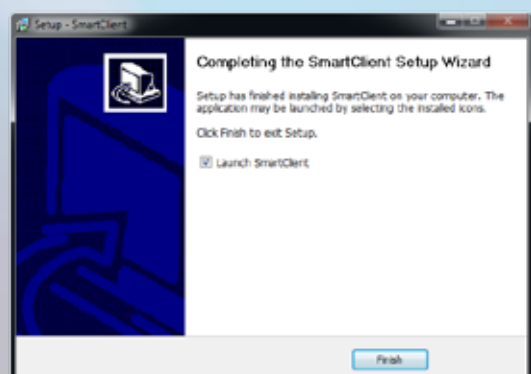 Setup - SmartClient
Completing the SmartClient Setup Wizard
Setup has finished installing SmartClient on your computer. The
application may be launched by selecting the installed icons.
Click Finish to exit Setup.
Launch SmartClient
Finish